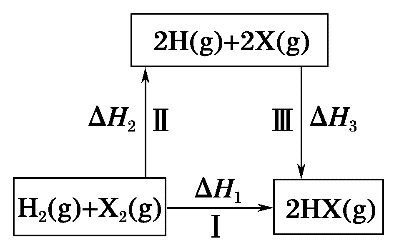 2H(g)+2X(g)
ΔH₂ Ⅱ Ⅲ ΔH₃
H₂(g)+X₂(g) ΔH₁ 2HX(g)
Ⅰ